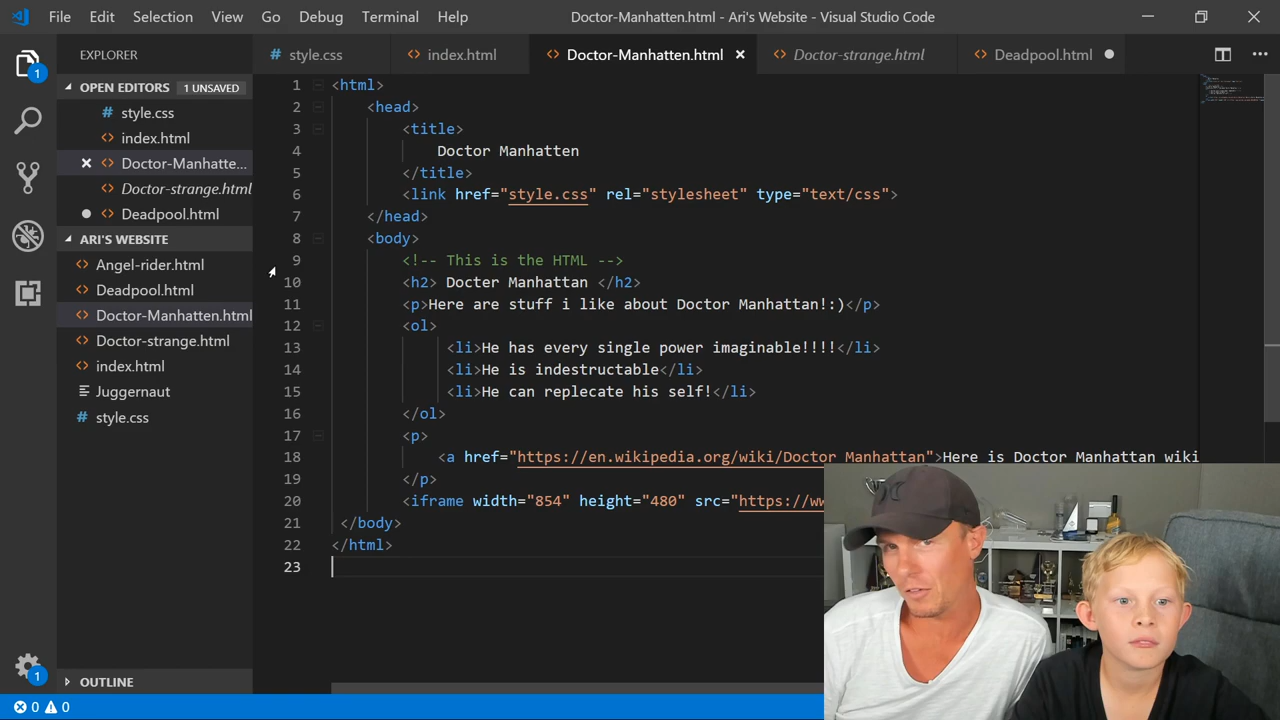 File Edit Selection View Go Debug Terminal Help Doctor-Manhatten.html - Ari's Website - Visual Studio Code
EXPLORER
style.css index.html Doctor-Manhatten.html Doctor-strange.html Deadpool.html
1
OPEN EDITORS 1 UNSAVED
style.css
index.html
Doctor-Manhatte...
Doctor-strange.html
Deadpool.html
ARI'S WEBSITE
Angel-rider.html
Deadpool.html
Doctor-Manhatten.html
Doctor-strange.html
index.html
Juggernaut
style.css
OUTLINE
1
0 0
1 <html>
2 <head>
3 <title>
4 Doctor Manhatten
5 </title>
6 <link href="style.css" rel="stylesheet" type="text/css">
7 </head>
8 <body>
9 <!-- This is the HTML -->
10 <h2> Docter Manhattan </h2>
11 <p>Here are stuff i like about Doctor Manhattan!:)</p>
12 <ol>
13 <li>He has every single power imaginable!!!!</li>
14 <li>He is indestructable</li>
15 <li>He can replecate his self!</li>
16 </ol>
17 <p>
18 <a href="https://en.wikipedia.org/wiki/Doctor_Manhattan">Here is Doctor Manhattan wiki
19 </p>
20 <iframe width="854" height="480" src="https://ww
21 </body>
22 </html>
23